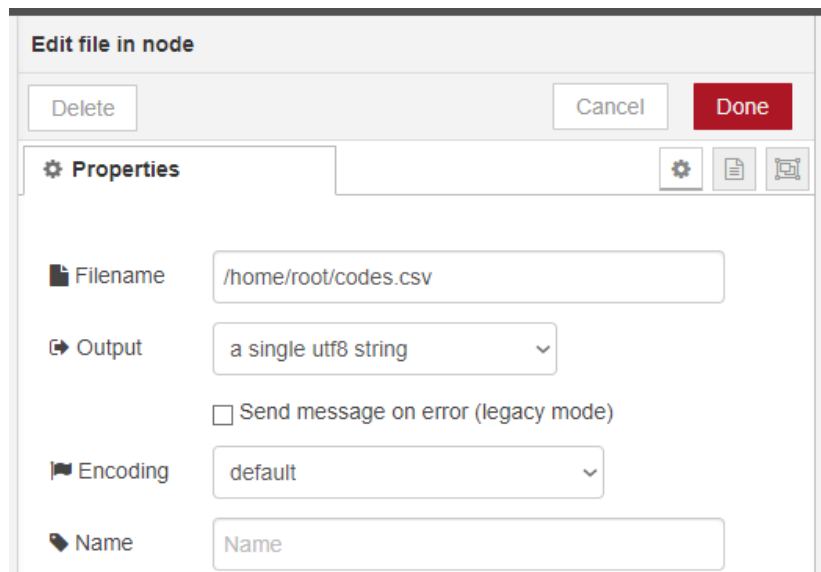 Edit file in node
Delete Cancel Done
Properties
Filename /home/root/codes.csv
Output a single utf8 string
Send message on error (legacy mode)
Encoding default
Name Name